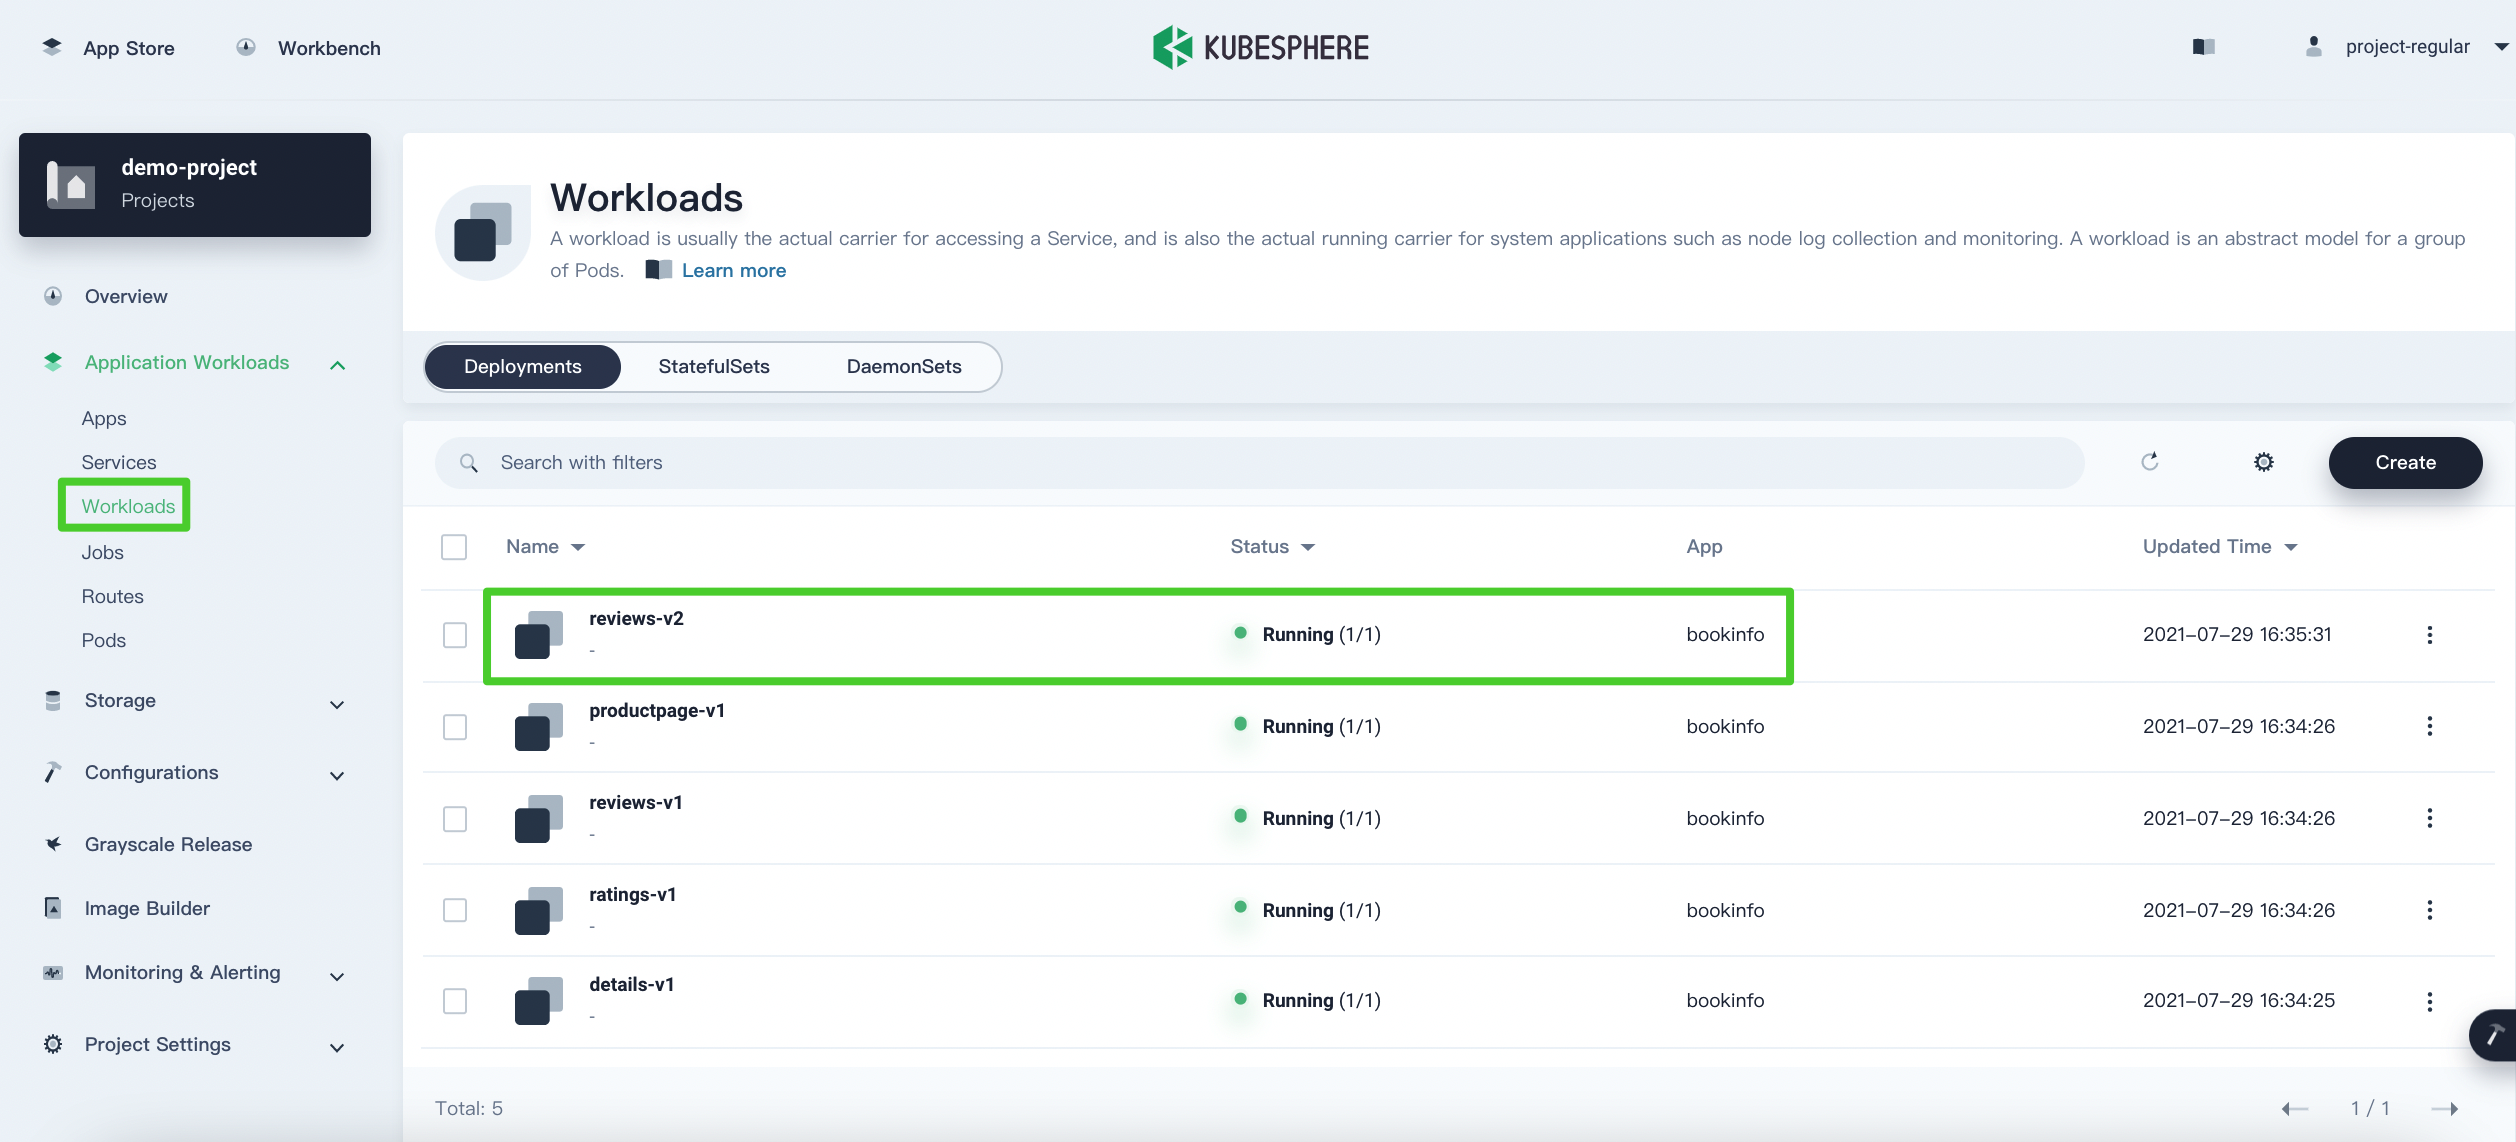 App Store
Workbench
KUBESPHERE
project-regular
demo-project
Projects
Overview
Application Workloads
Apps
Services
Workloads
Jobs
Routes
Pods
Storage
Configurations
Grayscale Release
Image Builder
Monitoring & Alerting
Project Settings
Workloads
A workload is usually the actual carrier for accessing a Service, and is also the actual running carrier for system applications such as node log collection and monitoring. A workload is an abstract model for a group
of Pods. Learn more
Deployments StatefulSets DaemonSets
Search with filters
Create
Name Status App Updated Time
reviews-v2
-
Running (1/1) bookinfo 2021-07-29 16:35:31
productpage-v1
-
Running (1/1) bookinfo 2021-07-29 16:34:26
reviews-v1
-
Running (1/1) bookinfo 2021-07-29 16:34:26
ratings-v1
-
Running (1/1) bookinfo 2021-07-29 16:34:26
details-v1
-
Running (1/1) bookinfo 2021-07-29 16:34:25
Total: 5
1 / 1